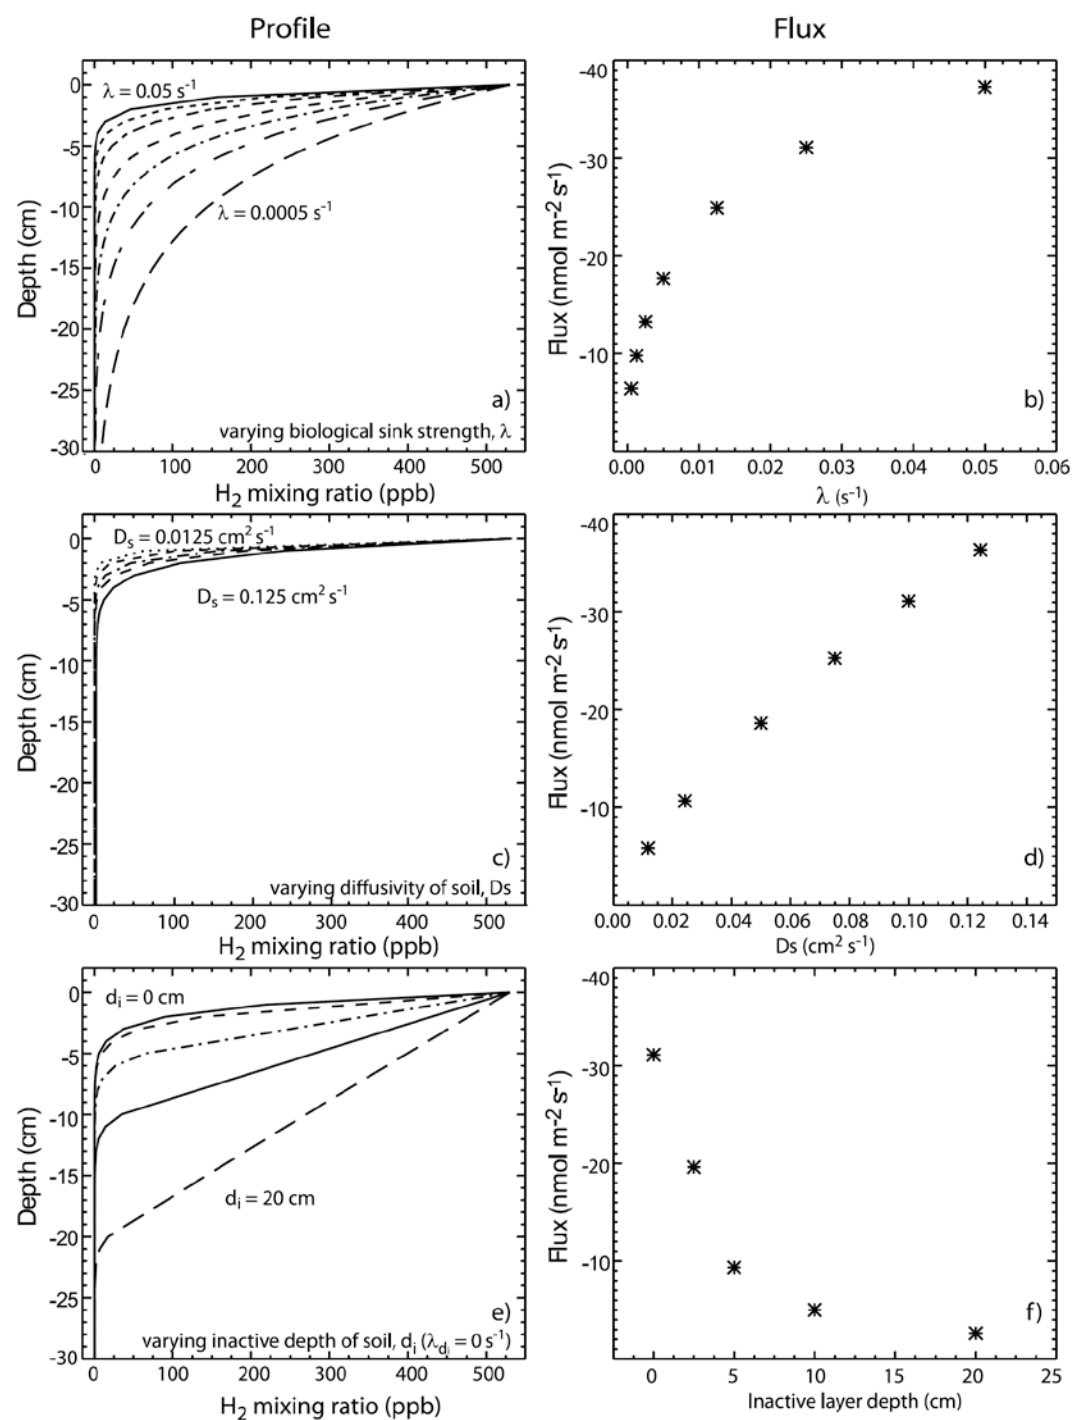 Profile
Flux
0
-5
-10
-15
-20
-25
-30
Depth (cm)
λ = 0.05 s⁻¹
λ = 0.0005 s⁻¹
a)
varying biological sink strength, λ
0 100 200 300 400 500
H₂ mixing ratio (ppb)
-40
-30
-20
-10
Flux (nmol m⁻² s⁻¹)
b)
0.00 0.01 0.02 0.03 0.04 0.05 0.06
λ (s⁻¹)
0
-5
-10
-15
-20
-25
-30
Depth (cm)
Dₛ = 0.0125 cm² s⁻¹
Dₛ = 0.125 cm² s⁻¹
c)
varying diffusivity of soil, Ds
0 100 200 300 400 500
H₂ mixing ratio (ppb)
-40
-30
-20
-10
Flux (nmol m⁻² s⁻¹)
d)
0.00 0.02 0.04 0.06 0.08 0.10 0.12 0.14
Ds (cm² s⁻¹)
0
-5
-10
-15
-20
-25
-30
Depth (cm)
dᵢ = 0 cm
dᵢ = 20 cm
e)
varying inactive depth of soil, dᵢ (λdᵢ = 0 s⁻¹)
0 100 200 300 400 500
H₂ mixing ratio (ppb)
-40
-30
-20
-10
Flux (nmol m⁻² s⁻¹)
f)
0 5 10 15 20 25
Inactive layer depth (cm)